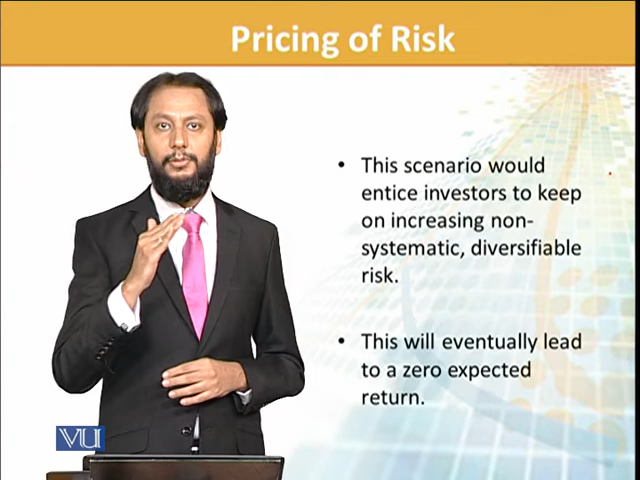 Pricing of Risk
• This scenario would
entice investors to keep
on increasing non-
systematic, diversifiable
risk.
• This will eventually lead
to a zero expected
return.
VU